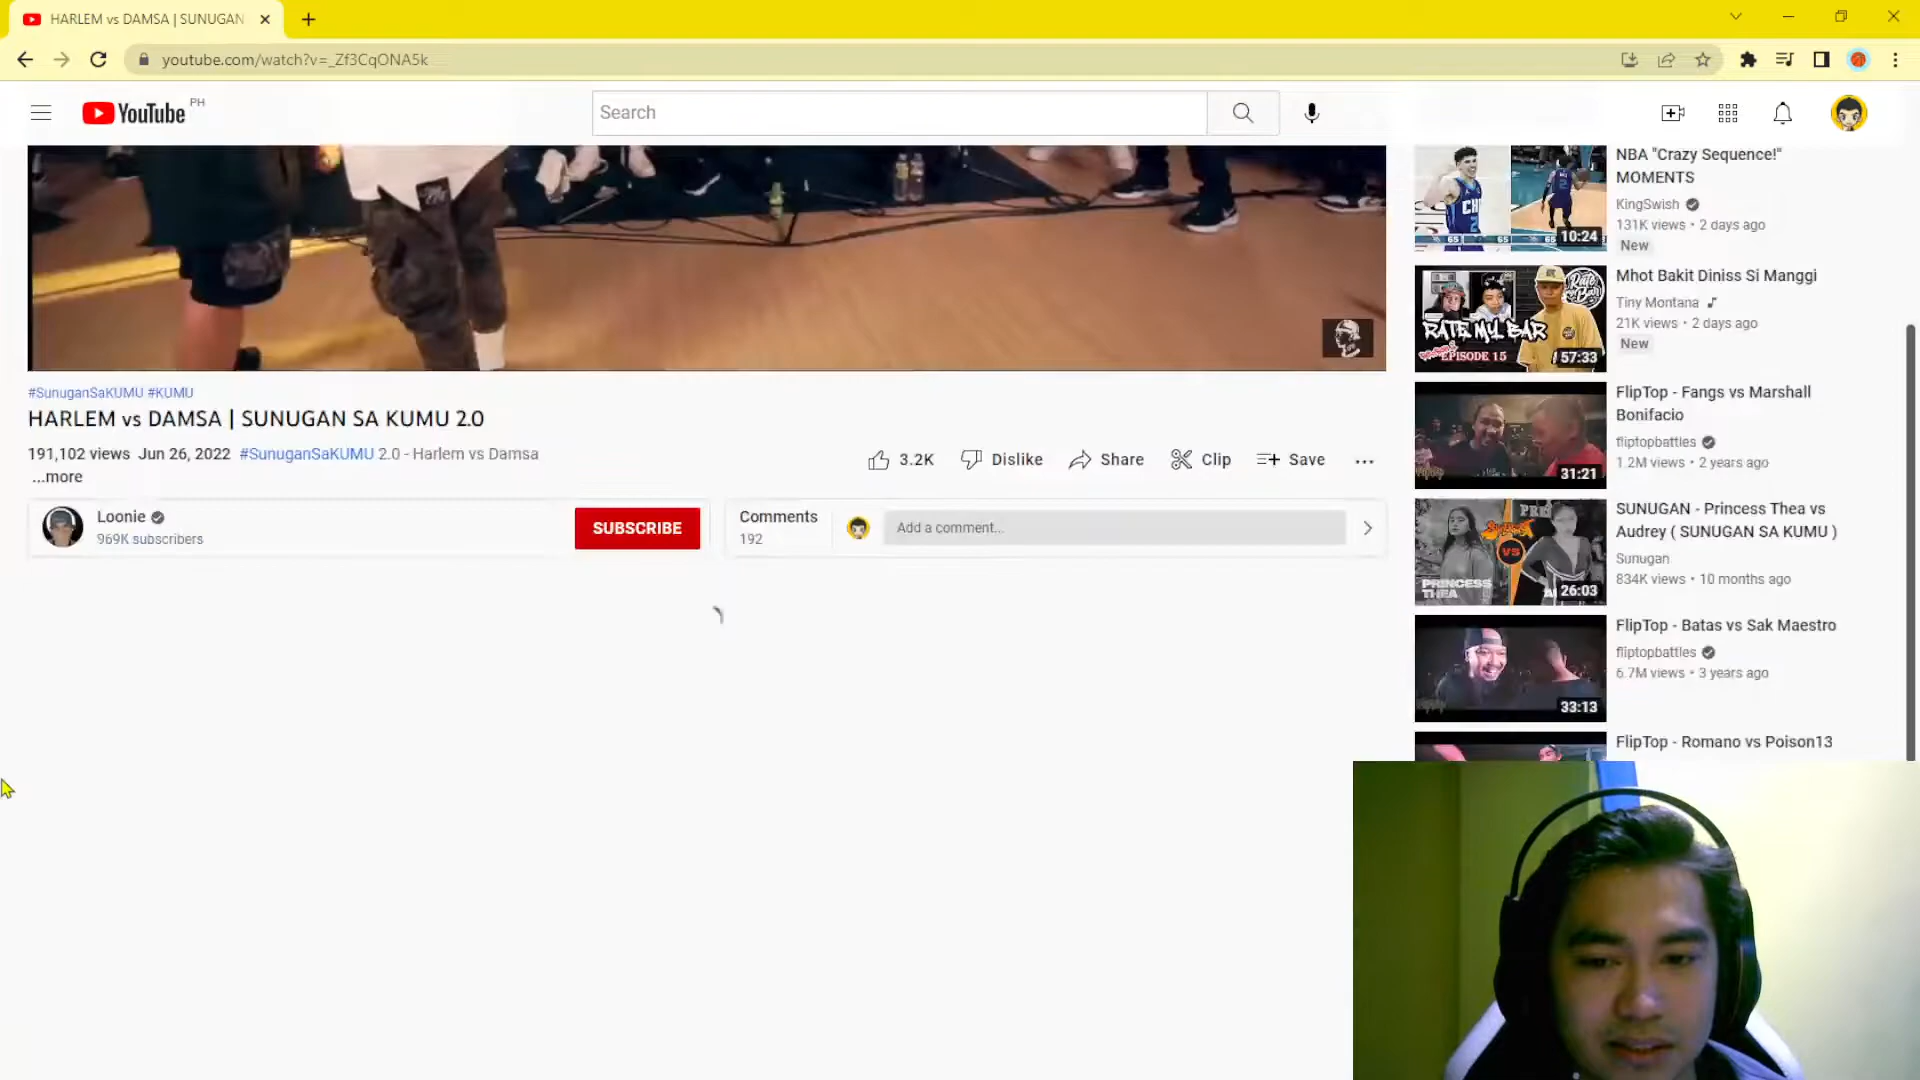 HARLEM vs DAMSA | SUNUGAN
youtube.com/watch?v=_Zf3CqONA5k
YouTube PH
Search
#SunuganSaKUMU #KUMU
HARLEM vs DAMSA | SUNUGAN SA KUMU 2.0
191,102 views Jun 26, 2022 #SunuganSaKUMU 2.0 - Harlem vs Damsa
...more
3.2K Dislike Share Clip Save
Loonie
969K subscribers
SUBSCRIBE
Comments
192
Add a comment...
NBA "Crazy Sequence!"
MOMENTS
KingSwish
131K views • 2 days ago
New
65 65 65
10:24
Mhot Bakit Diniss Si Manggi
Tiny Montana
21K views • 2 days ago
New
RATE MY BAR
EPISODE 15
57:33
FlipTop - Fangs vs Marshall
Bonifacio
fliptopbattles
1.2M views • 2 years ago
31:21
SUNUGAN - Princess Thea vs
Audrey ( SUNUGAN SA KUMU )
Sunugan
834K views • 10 months ago
VS
PRINCESS
THEA
26:03
FlipTop - Batas vs Sak Maestro
fliptopbattles
6.7M views • 3 years ago
33:13
FlipTop - Romano vs Poison13